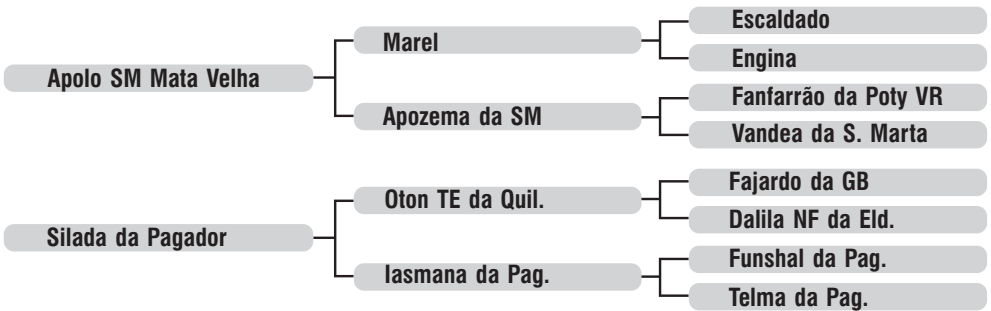 Escaldado
Marel
Engina
Apolo SM Mata Velha
Fanfarrão da Poty VR
Apozema da SM
Vandea da S. Marta
Fajardo da GB
Oton TE da Quil.
Dalila NF da Eld.
Silada da Pagador
Funshal da Pag.
Iasmana da Pag.
Telma da Pag.